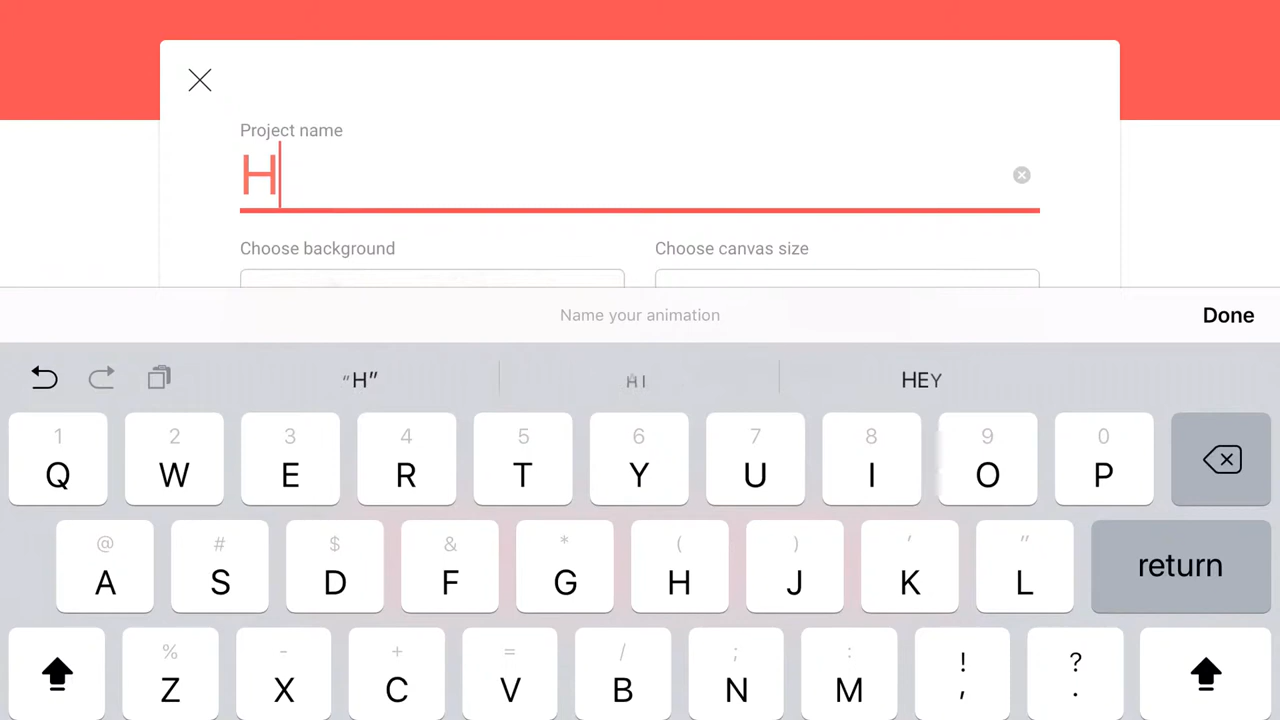 Project name
H
Choose background Choose canvas size
Name your animation Done
“H” HI HEY
1 2 3 4 5 6 7 8 9 0
Q W E R T Y U I O P
@ # $ & * ( ) ' "
A S D F G H J K L return
% - + = / ; : ! ?
Z X C V B N M , .